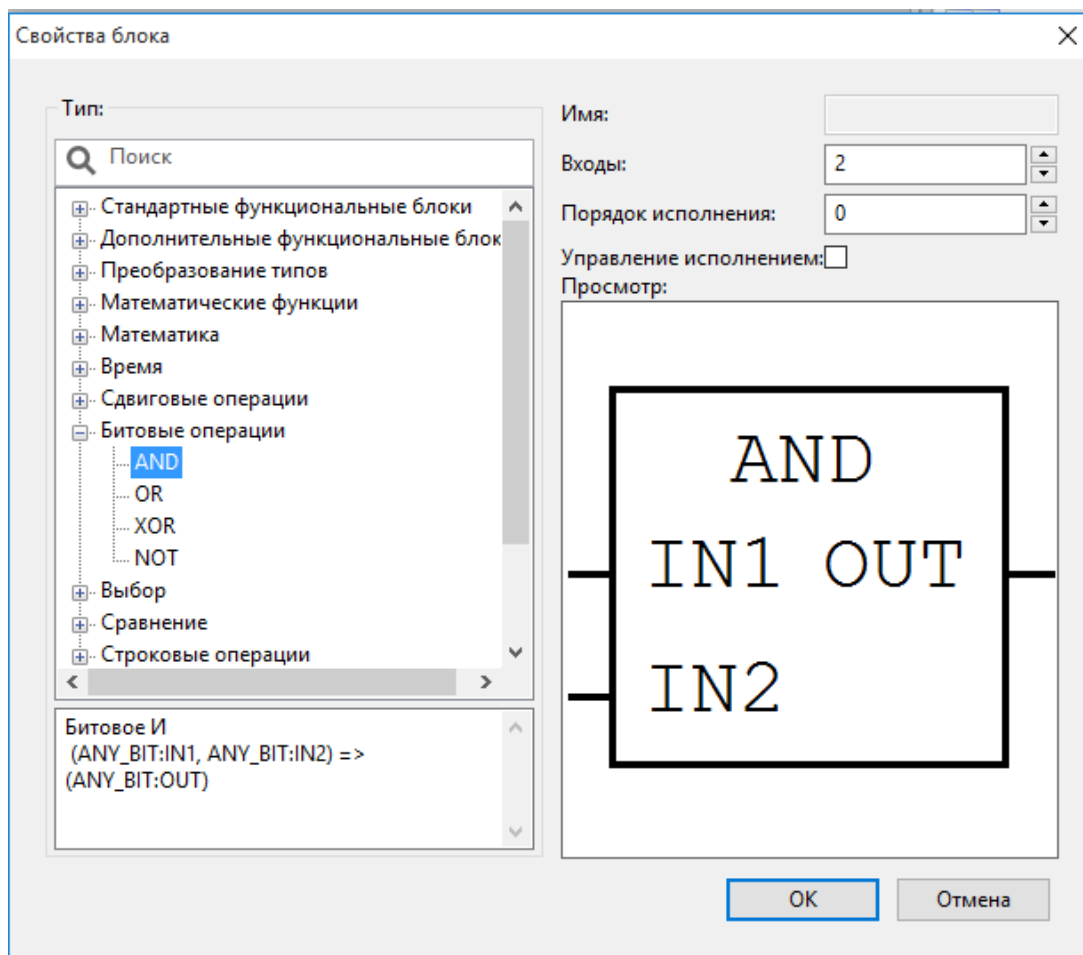 Свойства блока
Тип:
Поиск
Стандартные функциональные блоки
Дополнительные функциональные блок
Преобразование типов
Математические функции
Математика
Время
Сдвиговые операции
Битовые операции
AND
OR
XOR
NOT
Выбор
Сравнение
Строковые операции
Битовое И
(ANY_BIT:IN1, ANY_BIT:IN2) =>
(ANY_BIT:OUT)
Имя:
Входы: 2
Порядок исполнения: 0
Управление исполнением:
Просмотр:
AND
IN1 OUT
IN2
OK Отмена